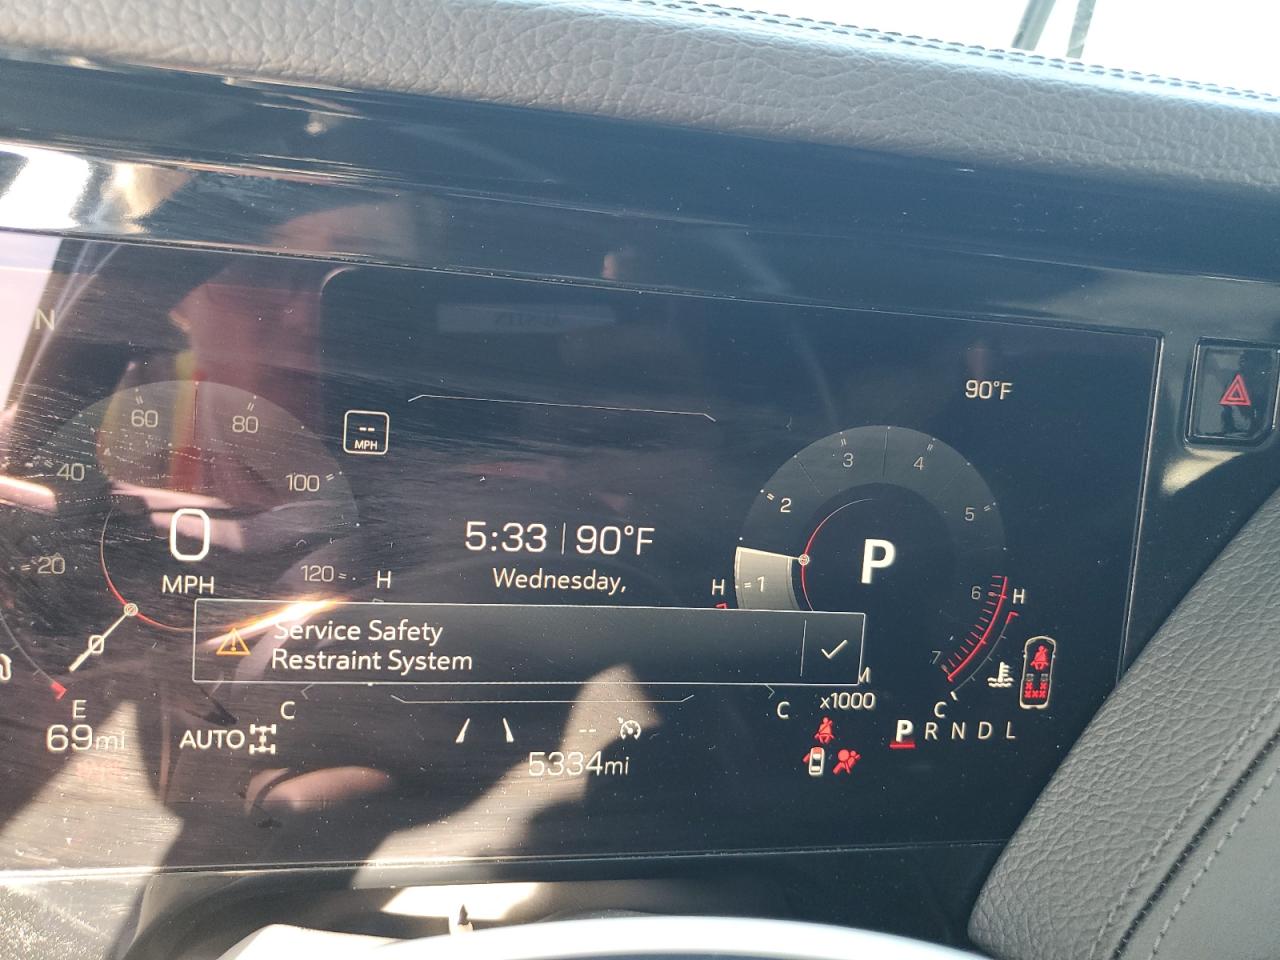 N
90°F
60
80
--
MPH
40
100
3
4
2
5
0
MPH
5:33 | 90°F
Wednesday,
P
20
120
H
H
1
6
H
0
Service Safety
Restraint System
7
E
C
C
M
x1000
C
69mi
AUTO
--
P R N D L
5334mi